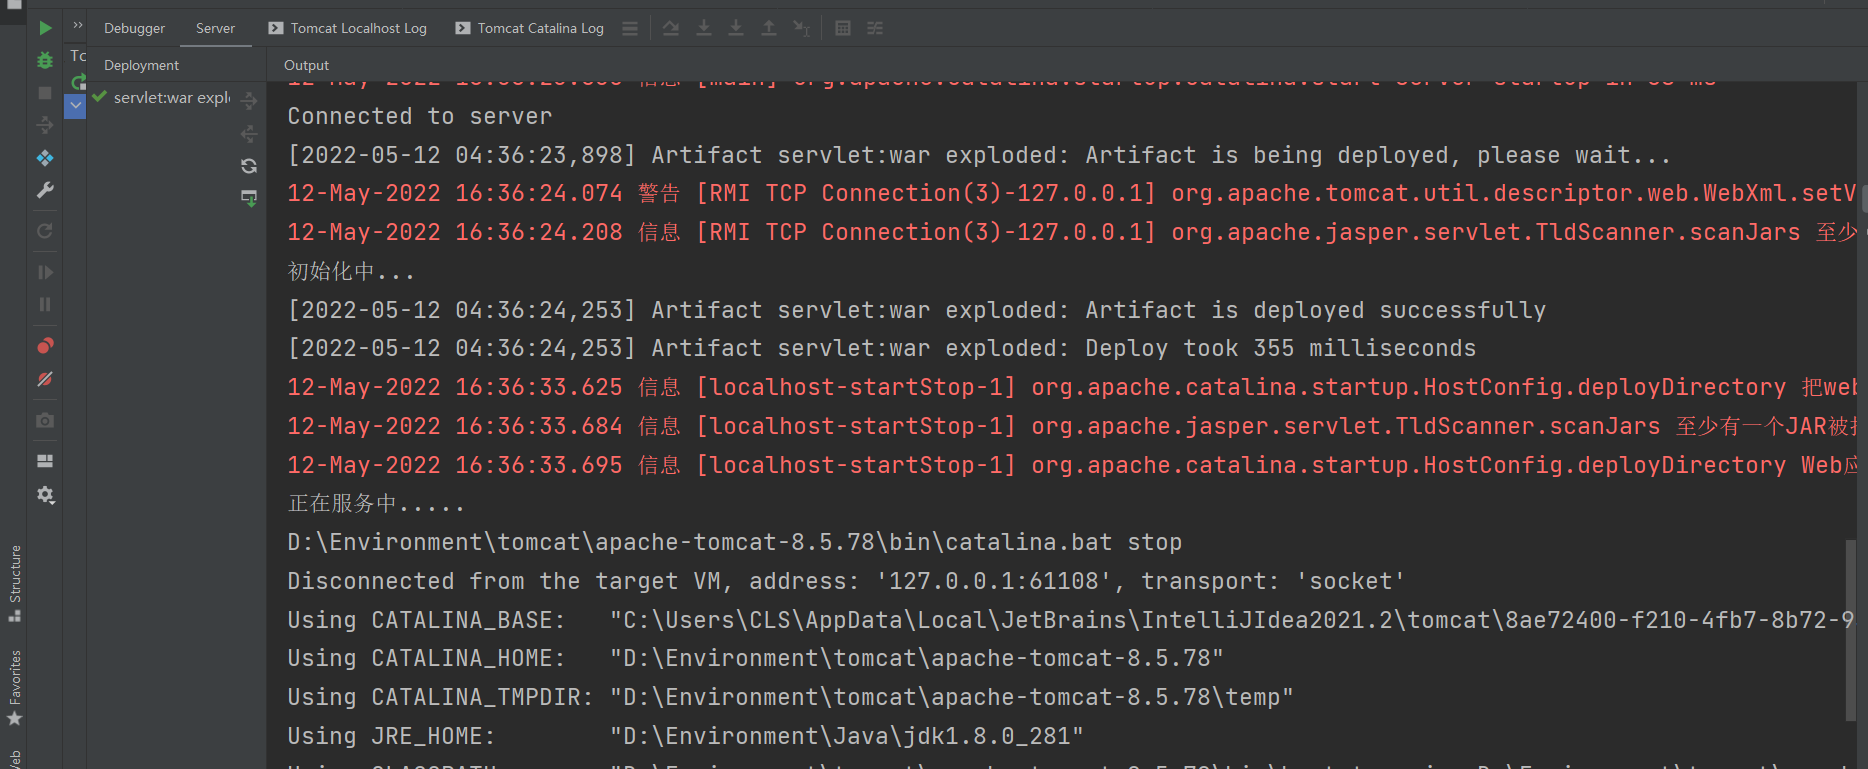 Debugger
Server
Tomcat Localhost Log
Tomcat Catalina Log
Deployment
Output
servlet:war explo
Connected to server
[2022-05-12 04:36:23,898] Artifact servlet:war exploded: Artifact is being deployed, please wait...
12-May-2022 16:36:24.074 警告 [RMI TCP Connection(3)-127.0.0.1] org.apache.tomcat.util.descriptor.web.WebXml.setV
12-May-2022 16:36:24.208 信息 [RMI TCP Connection(3)-127.0.0.1] org.apache.jasper.servlet.TldScanner.scanJars 至少
初始化中...
[2022-05-12 04:36:24,253] Artifact servlet:war exploded: Artifact is deployed successfully
[2022-05-12 04:36:24,253] Artifact servlet:war exploded: Deploy took 355 milliseconds
12-May-2022 16:36:33.625 信息 [localhost-startStop-1] org.apache.catalina.startup.HostConfig.deployDirectory 把web
12-May-2022 16:36:33.684 信息 [localhost-startStop-1] org.apache.jasper.servlet.TldScanner.scanJars 至少有一个JAR被
12-May-2022 16:36:33.695 信息 [localhost-startStop-1] org.apache.catalina.startup.HostConfig.deployDirectory Web应
正在服务中.....
D:\Environment\tomcat\apache-tomcat-8.5.78\bin\catalina.bat stop
Disconnected from the target VM, address: '127.0.0.1:61108', transport: 'socket'
Using CATALINA_BASE: "C:\Users\CLS\AppData\Local\JetBrains\IntelliJIdea2021.2\tomcat\8ae72400-f210-4fb7-8b72-9
Using CATALINA_HOME: "D:\Environment\tomcat\apache-tomcat-8.5.78"
Using CATALINA_TMPDIR: "D:\Environment\tomcat\apache-tomcat-8.5.78\temp"
Using JRE_HOME: "D:\Environment\Java\jdk1.8.0_281"
Structure
Favorites